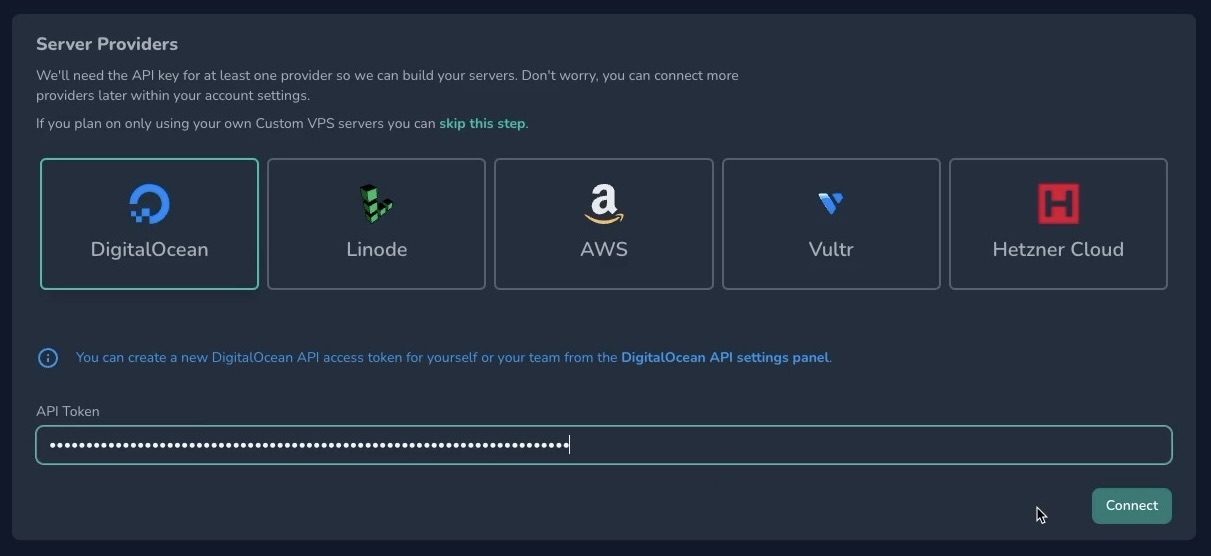 Server Providers
We'll need the API key for at least one provider so we can build your servers. Don't worry, you can connect more
providers later within your account settings.
If you plan on only using your own Custom VPS servers you can skip this step.
DigitalOcean
Linode
AWS
Vultr
Hetzner Cloud
You can create a new DigitalOcean API access token for yourself or your team from the DigitalOcean API settings panel.
API Token
Connect